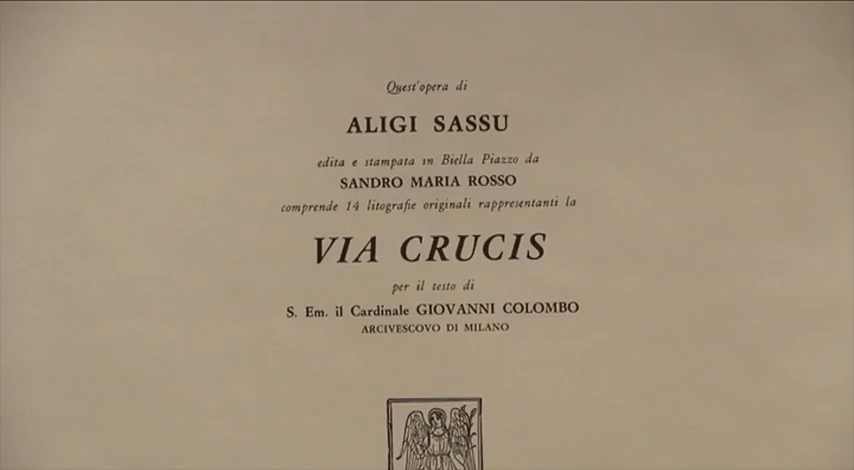 Quest'opera di
ALIGI SASSU
edita e stampata in Biella Piazzo da
SANDRO MARIA ROSSO
comprende 14 litografie originali rappresentanti la
VIA CRUCIS
per il testo di
S. Em. il Cardinale GIOVANNI COLOMBO
ARCIVESCOVO DI MILANO